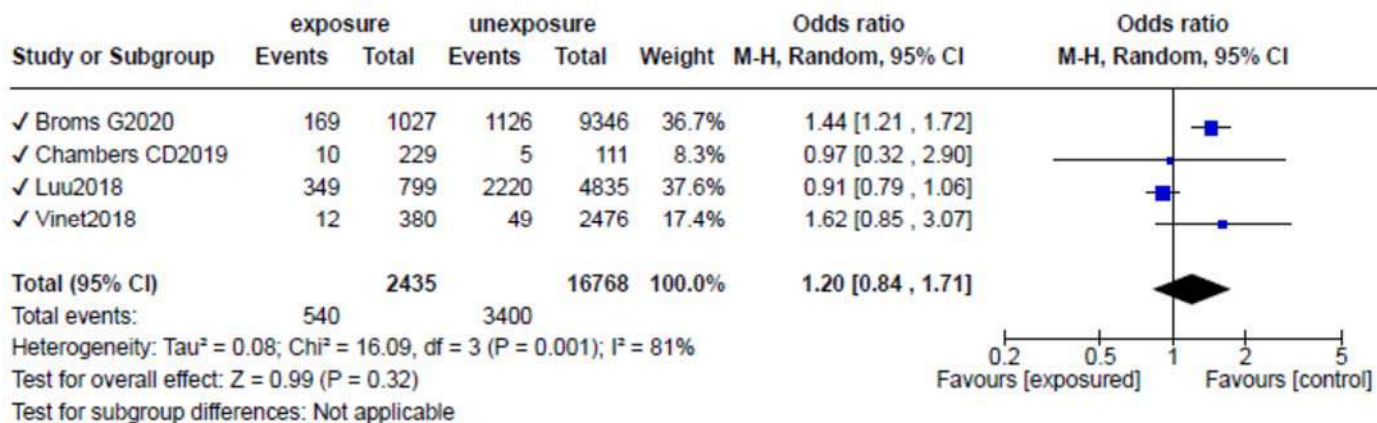 exposure unexposure Odds ratio Odds ratio
Study or Subgroup Events Total Events Total Weight M-H, Random, 95% CI M-H, Random, 95% CI
✓ Broms G2020 169 1027 1126 9346 36.7% 1.44 [1.21 , 1.72]
✓ Chambers CD2019 10 229 5 111 8.3% 0.97 [0.32 , 2.90]
✓ Luu2018 349 799 2220 4835 37.6% 0.91 [0.79 , 1.06]
✓ Vinet2018 12 380 49 2476 17.4% 1.62 [0.85 , 3.07]
Total (95% CI) 2435 16768 100.0% 1.20 [0.84 , 1.71]
Total events: 540 3400
Heterogeneity: Tau² = 0.08; Chi² = 16.09, df = 3 (P = 0.001); I² = 81%
0.2 0.5 1 2 5
Test for overall effect: Z = 0.99 (P = 0.32)
Favours [exposured] Favours [control]
Test for subgroup differences: Not applicable